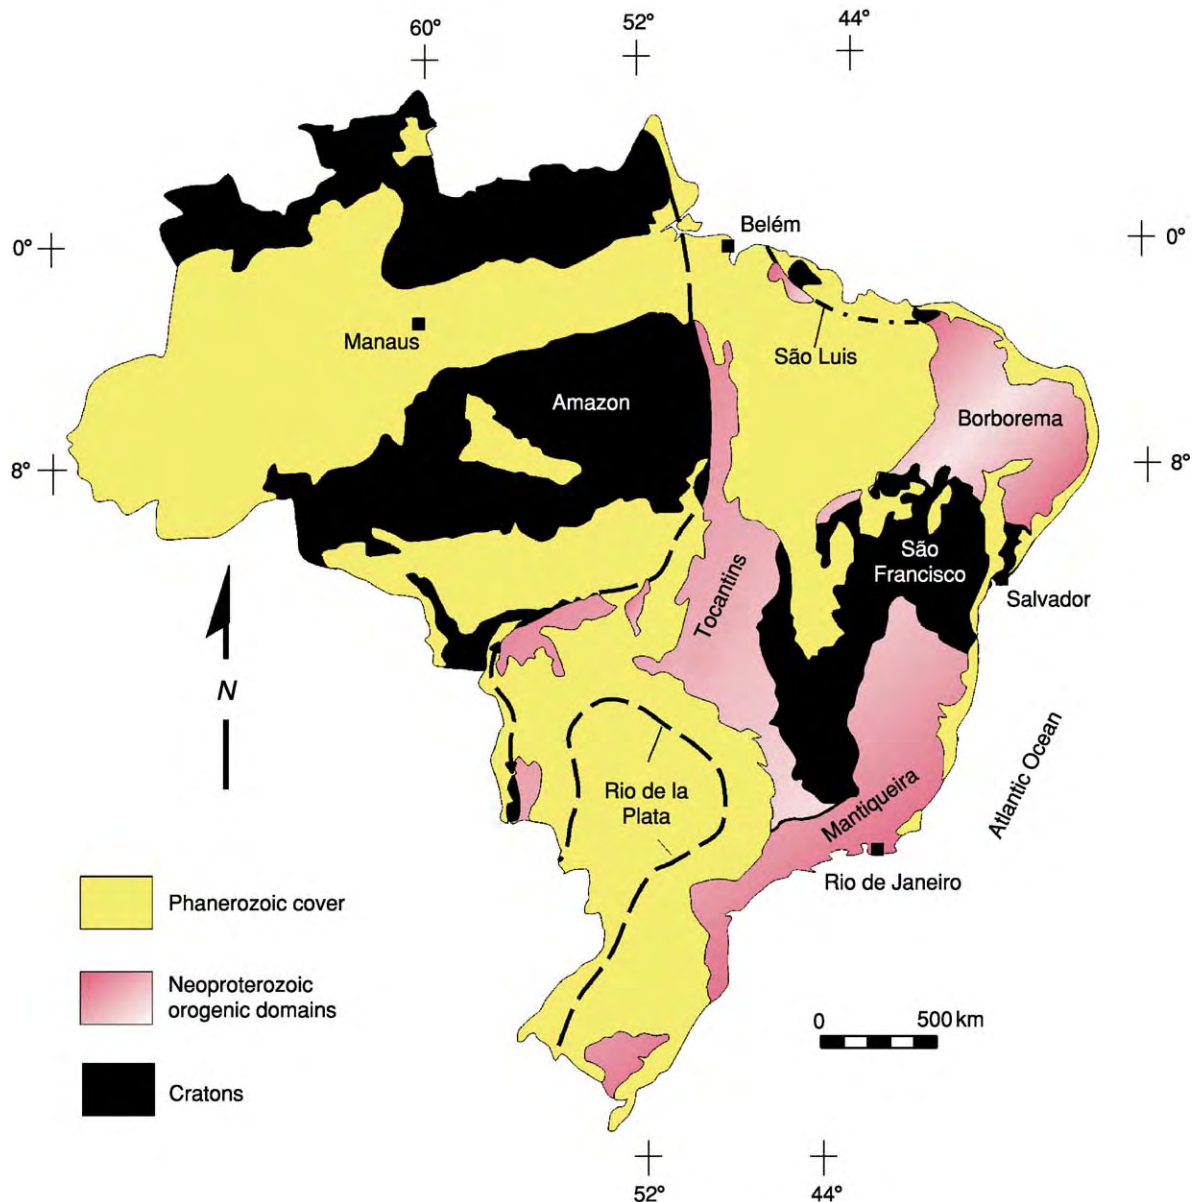 60°
52°
44°
0°
0°
Belém
Manaus
São Luis
Amazon
Borborema
8°
8°
São
Francisco
Salvador
Tocantins
N
Rio de la
Plata
Mantiqueira
Atlantic Ocean
Rio de Janeiro
Phanerozoic cover
Neoproterozoic
orogenic domains
Cratons
0 500 km
52°
44°